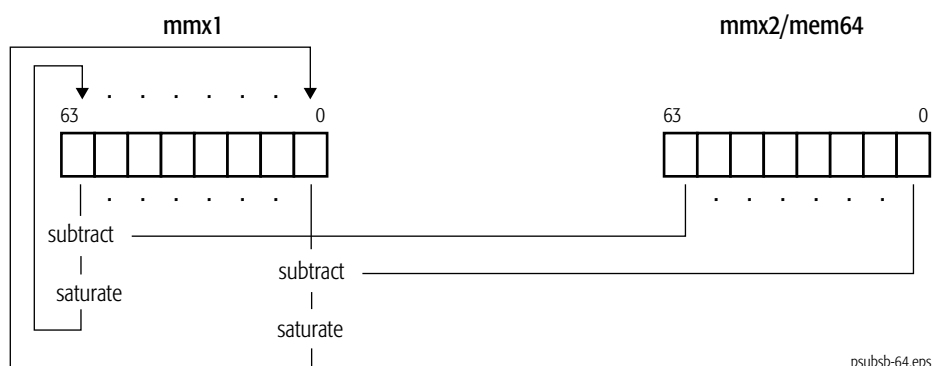 mmx1 mmx2/mem64
. . . . . .
63 0 63 0
. . . . . . . . . . . .
subtract
subtract
saturate
saturate
psubsb-64.eps